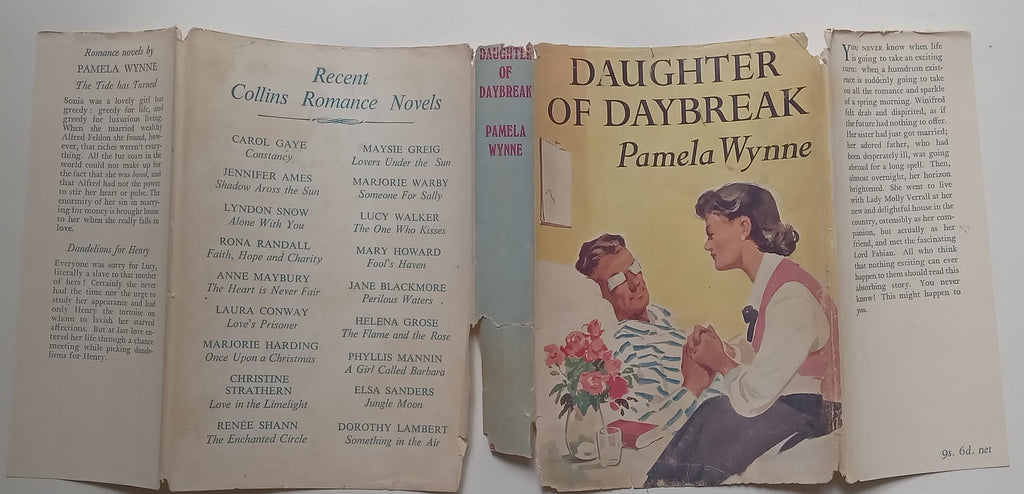 Romance novels by
PAMELA WYNNE
The Tide has Turned
Sonia was a lovely girl but
greedy: greedy for life, and
greedy for luxurious living.
When she married wealthy
Alfred Feldon she found, how-
ever, that riches weren't every-
thing. All the fur coats in the
world could not make up for
the fact that she was bored, and
that Alfred had not the power
to stir her heart or pulse. The
enormity of her sin in marry-
ing for money is brought home
to her when she really falls in
love.
Dandelions for Henry
Everyone was sorry for Lucy,
literally a slave to that mother
of hers! Certainly she never
had the time nor the urge to
study her appearance and had
only Henry the tortoise on
whom to lavish her starved
affections. But at last love en-
tered her life through a chance
meeting while picking dande-
lions for Henry.
Recent
Collins Romance Novels
CAROL GAYE
Constancy
JENNIFER AMES
Shadow Aross the Sun
LYNDON SNOW
Alone With You
RONA RANDALL
Faith, Hope and Charity
ANNE MAYBURY
The Heart is Never Fair
LAURA CONWAY
Love's Prisoner
MARJORIE HARDING
Once Upon a Christmas
CHRISTINE
STRATHERN
Love in the Limelight
RENÉE SHANN
The Enchanted Circle
MAYSIE GREIG
Lovers Under the Sun
MARJORIE WARBY
Someone For Sally
LUCY WALKER
The One Who Kisses
MARY HOWARD
Fool's Haven
JANE BLACKMORE
Perilous Waters
HELENA GROSE
The Flame and the Rose
PHYLLIS MANNIN
A Girl Called Barbara
ELSA SANDERS
Jungle Moon
DOROTHY LAMBERT
Something in the Air
DAUGHTER
OF
DAYBREAK
PAMELA
WYNNE
DAUGHTER
OF DAYBREAK
Pamela Wynne
YOU NEVER know when life
is going to take an exciting
turn: when a humdrum exist-
ence is suddenly going to take
on all the romance and sparkle
of a spring morning. Winifred
felt drab and dispirited, as if
the future had nothing to offer.
Her sister had just got married;
her adored father, who had
been desperately ill, was going
abroad for a long spell. Then,
almost overnight, her horizon
brightened. She went to live
with Lady Molly Verrall at her
new and delightful house in the
country, ostensibly as her com-
panion, but actually as her
friend, and met the fascinating
Lord Fabian. All who think
that nothing exciting can ever
happen to them should read this
absorbing story. You never
know! This might happen to
you.
9s. 6d. net